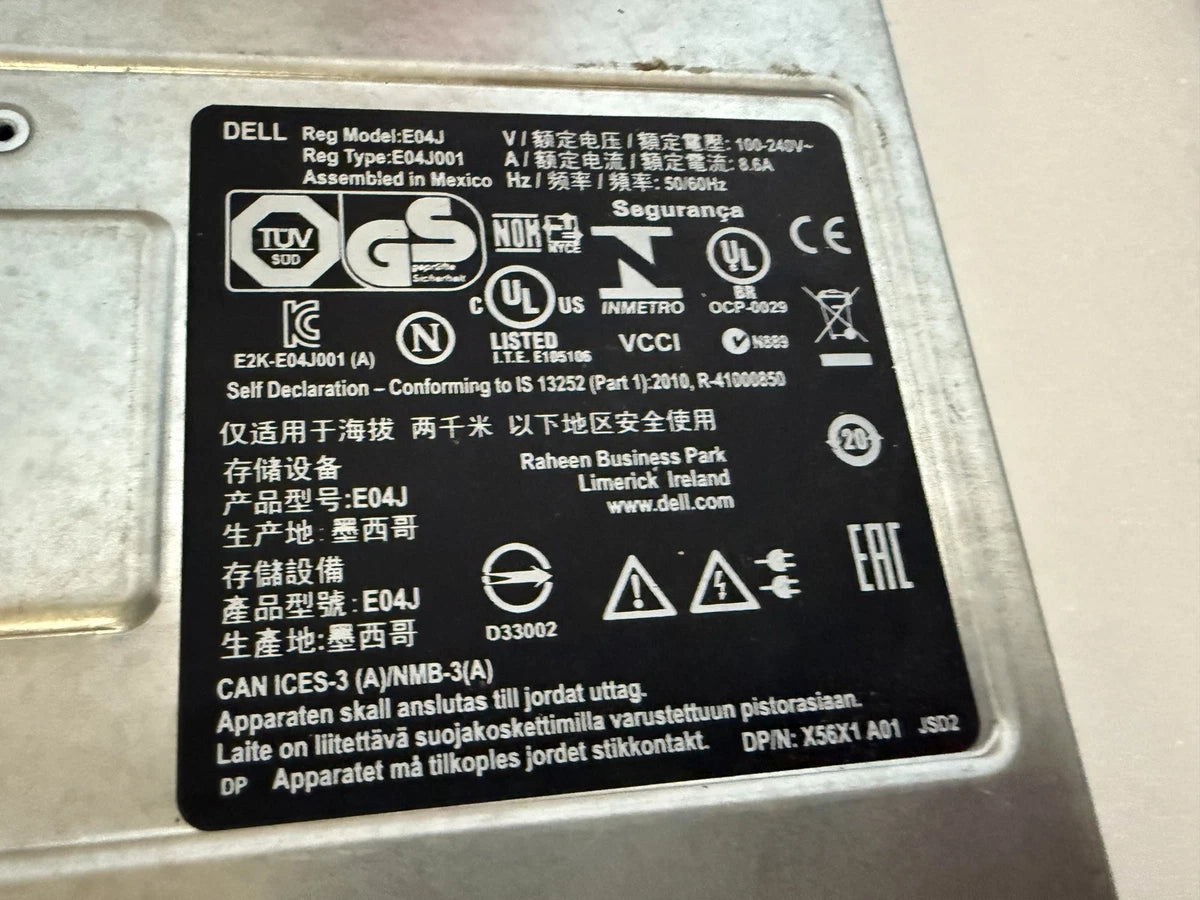 DELL Reg Model:E04J
Reg Type:E04J001
Assembled in Mexico
V / 额定电压 / 額定電壓: 100-240V~
A / 额定电流 / 額定電流: 8.6A
Hz / 频率 / 頻率: 50/60Hz
TÜV
SÜD
GS
geprüfte
Sicherheit
NOM
NYCE
Segurança
INMETRO
UL
BR
OCP-0029
CE
E2K-E04J001 (A)
N
C UL US
LISTED
I.T.E. E185106
VCCI
N889
Self Declaration – Conforming to IS 13252 (Part 1):2010, R-41000850
仅适用于海拔 两千米 以下地区安全使用
存储设备
产品型号:E04J
生产地: 墨西哥
Raheen Business Park
Limerick Ireland
www.dell.com
20
存儲設備
產品型號:E04J
生產地:墨西哥
D33002
EAC
CAN ICES-3 (A)/NMB-3(A)
Apparaten skall anslutas till jordat uttag.
Laite on liitettävä suojakoskettimilla varustettuun pistorasiaan.
DP Apparatet må tilkoples jordet stikkontakt. DP/N: X56X1 A01 JSD2